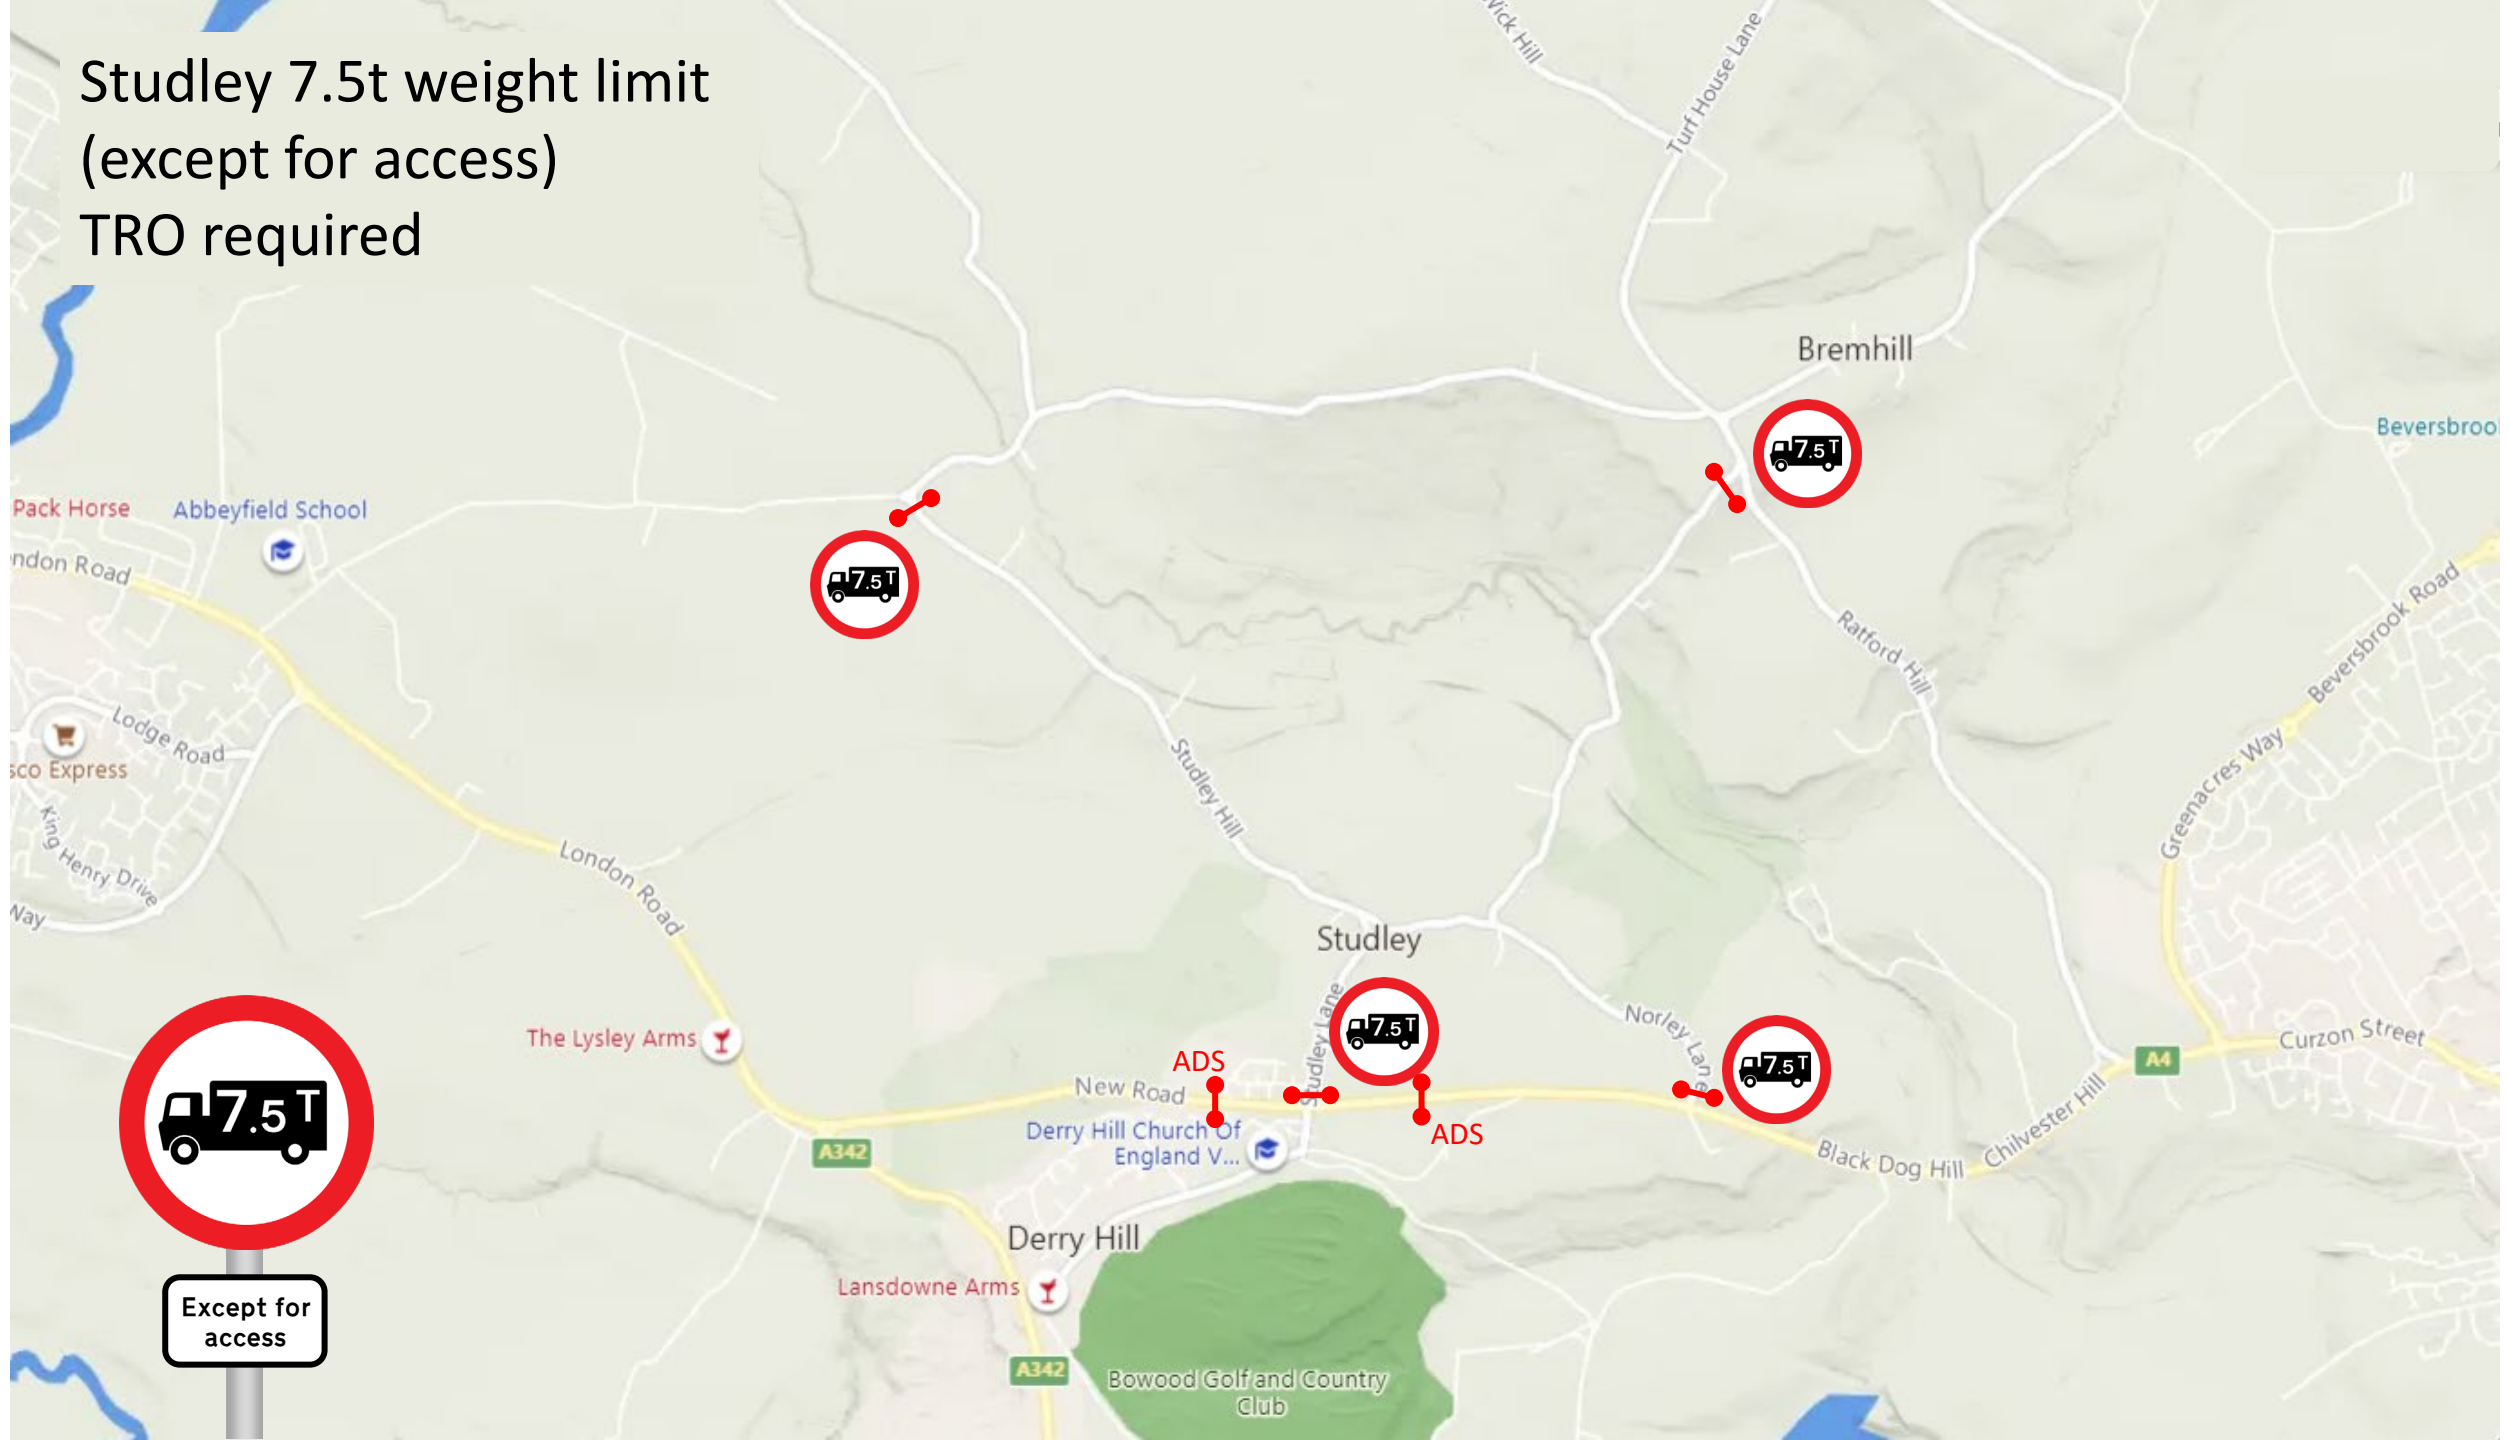 Studley 7.5t weight limit
(except for access)
TRO required
Wick Hill
Turf House Lane
Bremhill
7.5T
Beversbroo
Pack Horse
Abbeyfield School
ndon Road
7.5T
Beversbrook Road
Ratford Hill
Lodge Road
sco Express
King Henry Drive
Way
Studley Hill
Greenacres Way
London Road
Studley
Studley Lane
7.5T
Norley Lane
7.5T
The Lysley Arms
ADS
New Road
ADS
A4
Curzon Street
7.5T
Derry Hill Church Of
England V...
A342
Black Dog Hill
Chilvester Hill
Derry Hill
Lansdowne Arms
Except for
access
A342
Bowood Golf and Country
Club